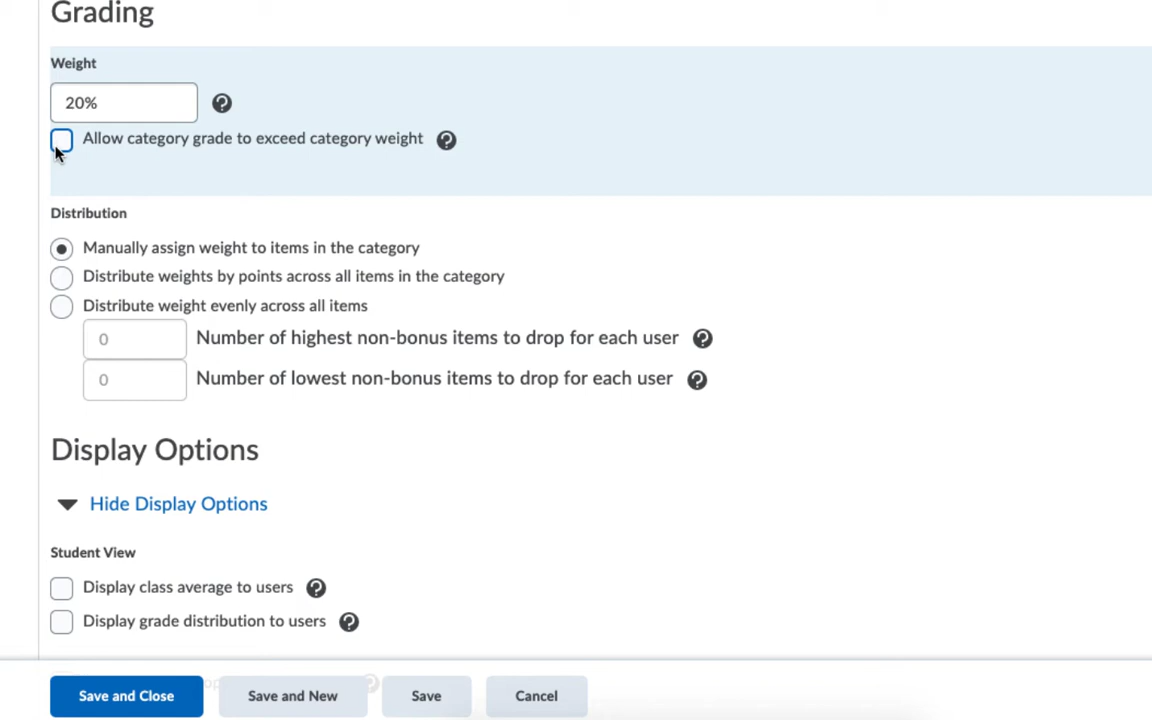 Grading
Weight
20%
Allow category grade to exceed category weight
Distribution
Manually assign weight to items in the category
Distribute weights by points across all items in the category
Distribute weight evenly across all items
0 Number of highest non-bonus items to drop for each user
0 Number of lowest non-bonus items to drop for each user
Display Options
Hide Display Options
Student View
Display class average to users
Display grade distribution to users
Save and Close Save and New Save Cancel